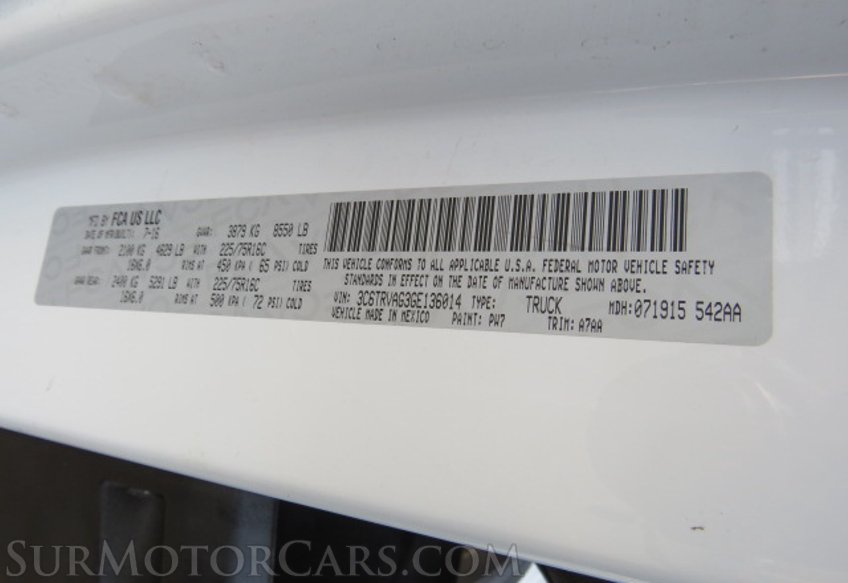 MFD BY FCA US LLC
DATE OF MFR(BUILT): 7-16 GVWR: 3879 KG 8550 LB
GAWR FRONT: 2100 KG 4629 LB WITH 225/75R16C TIRES
16X6.0 RIMS AT 450 KPA ( 65 PSI) COLD
GAWR REAR: 2400 KG 5291 LB WITH 225/75R16C TIRES
16X6.0 RIMS AT 500 KPA ( 72 PSI) COLD
THIS VEHICLE CONFORMS TO ALL APPLICABLE U.S.A. FEDERAL MOTOR VEHICLE SAFETY
STANDARDS IN EFFECT ON THE DATE OF MANUFACTURE SHOWN ABOVE.
VIN: 3C6TRVAG3GE136014 TYPE: TRUCK MDH:071915 542AA
VEHICLE MADE IN MEXICO PAINT: PW7 TRIM: A7AA
SURMOTORCARS.COM